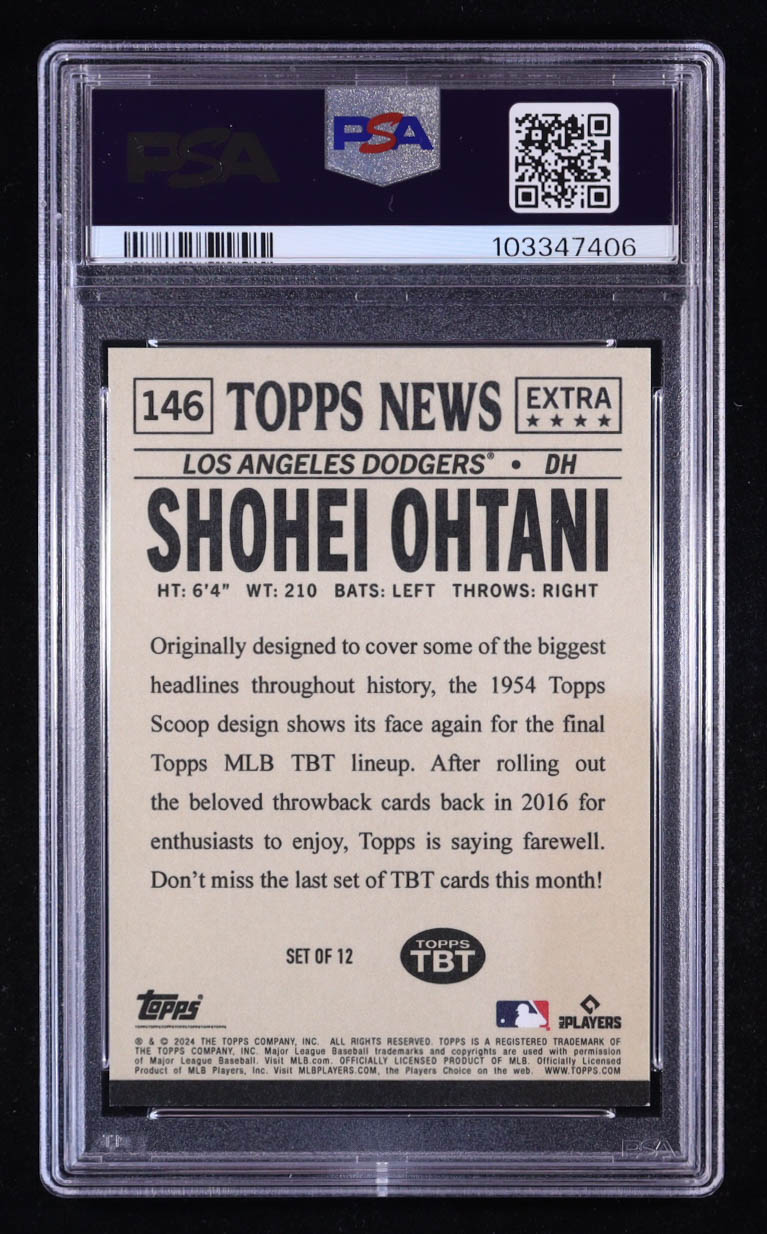 PSA PSA
103347406
146 TOPPS NEWS EXTRA
★ ★ ★ ★
LOS ANGELES DODGERS® • DH
SHOHEI OHTANI
HT: 6'4" WT: 210 BATS: LEFT THROWS: RIGHT
Originally designed to cover some of the biggest
headlines throughout history, the 1954 Topps
Scoop design shows its face again for the final
Topps MLB TBT lineup. After rolling out
the beloved throwback cards back in 2016 for
enthusiasts to enjoy, Topps is saying farewell.
Don't miss the last set of TBT cards this month!
SET OF 12
TOPPS
TBT
topps
MLB PLAYERS
® & © 2024 THE TOPPS COMPANY, INC. ALL RIGHTS RESERVED. TOPPS IS A REGISTERED TRADEMARK OF
THE TOPPS COMPANY, INC. Major League Baseball trademarks and copyrights are used with permission
of Major League Baseball. Visit MLB.com. OFFICIALLY LICENSED PRODUCT OF MLB. Officially Licensed
Product of MLB Players, Inc. Visit MLBPLAYERS.COM, the Players Choice on the web. WWW.TOPPS.COM
PSA